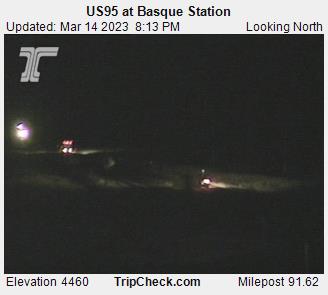 US95 at Basque Station
Updated: Mar 14 2023 8:13 PM Looking North
Elevation 4460 TripCheck.com Milepost 91.62